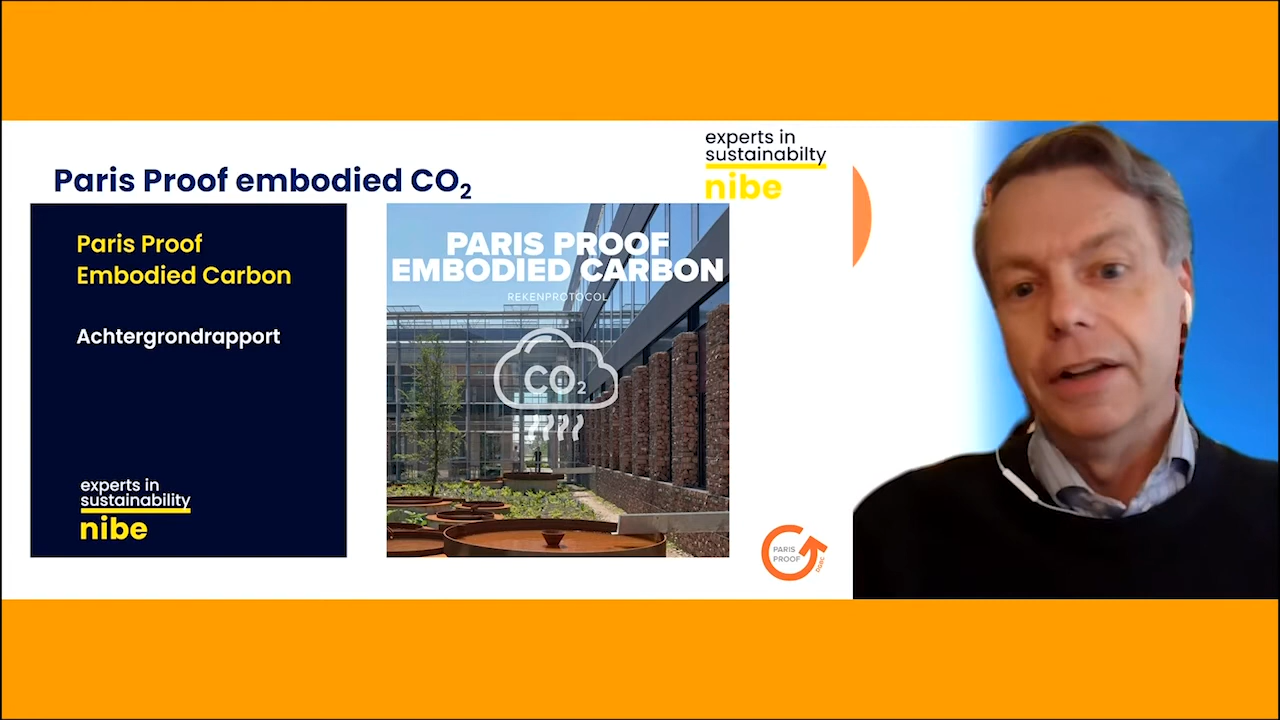 experts in
sustainabilty
nibe
Paris Proof embodied CO₂
Paris Proof
Embodied Carbon
Achtergrondrapport
experts in
sustainability
nibe
PARIS PROOF
EMBODIED CARBON
REKENPROTOCOL
CO₂
PARIS
PROOF
DGBC